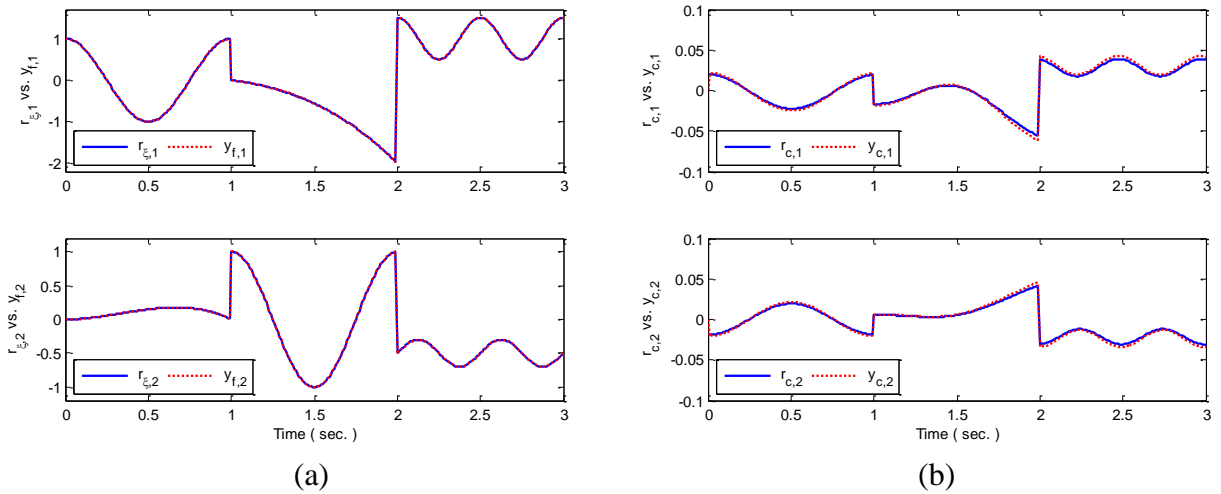 r_ξ,1 vs. y_f,1
1
0
-1
-2
r_ξ,1 y_f,1
0 0.5 1 1.5 2 2.5 3
r_ξ,2 vs. y_f,2
1
0.5
0
-0.5
-1
r_ξ,2 y_f,2
0 0.5 1 1.5 2 2.5 3
Time ( sec. )
(a)
r_c,1 vs. y_c,1
0.1
0.05
0
-0.05
-0.1
r_c,1 y_c,1
0 0.5 1 1.5 2 2.5 3
r_c,2 vs. y_c,2
0.1
0.05
0
-0.05
-0.1
r_c,2 y_c,2
0 0.5 1 1.5 2 2.5 3
Time ( sec. )
(b)